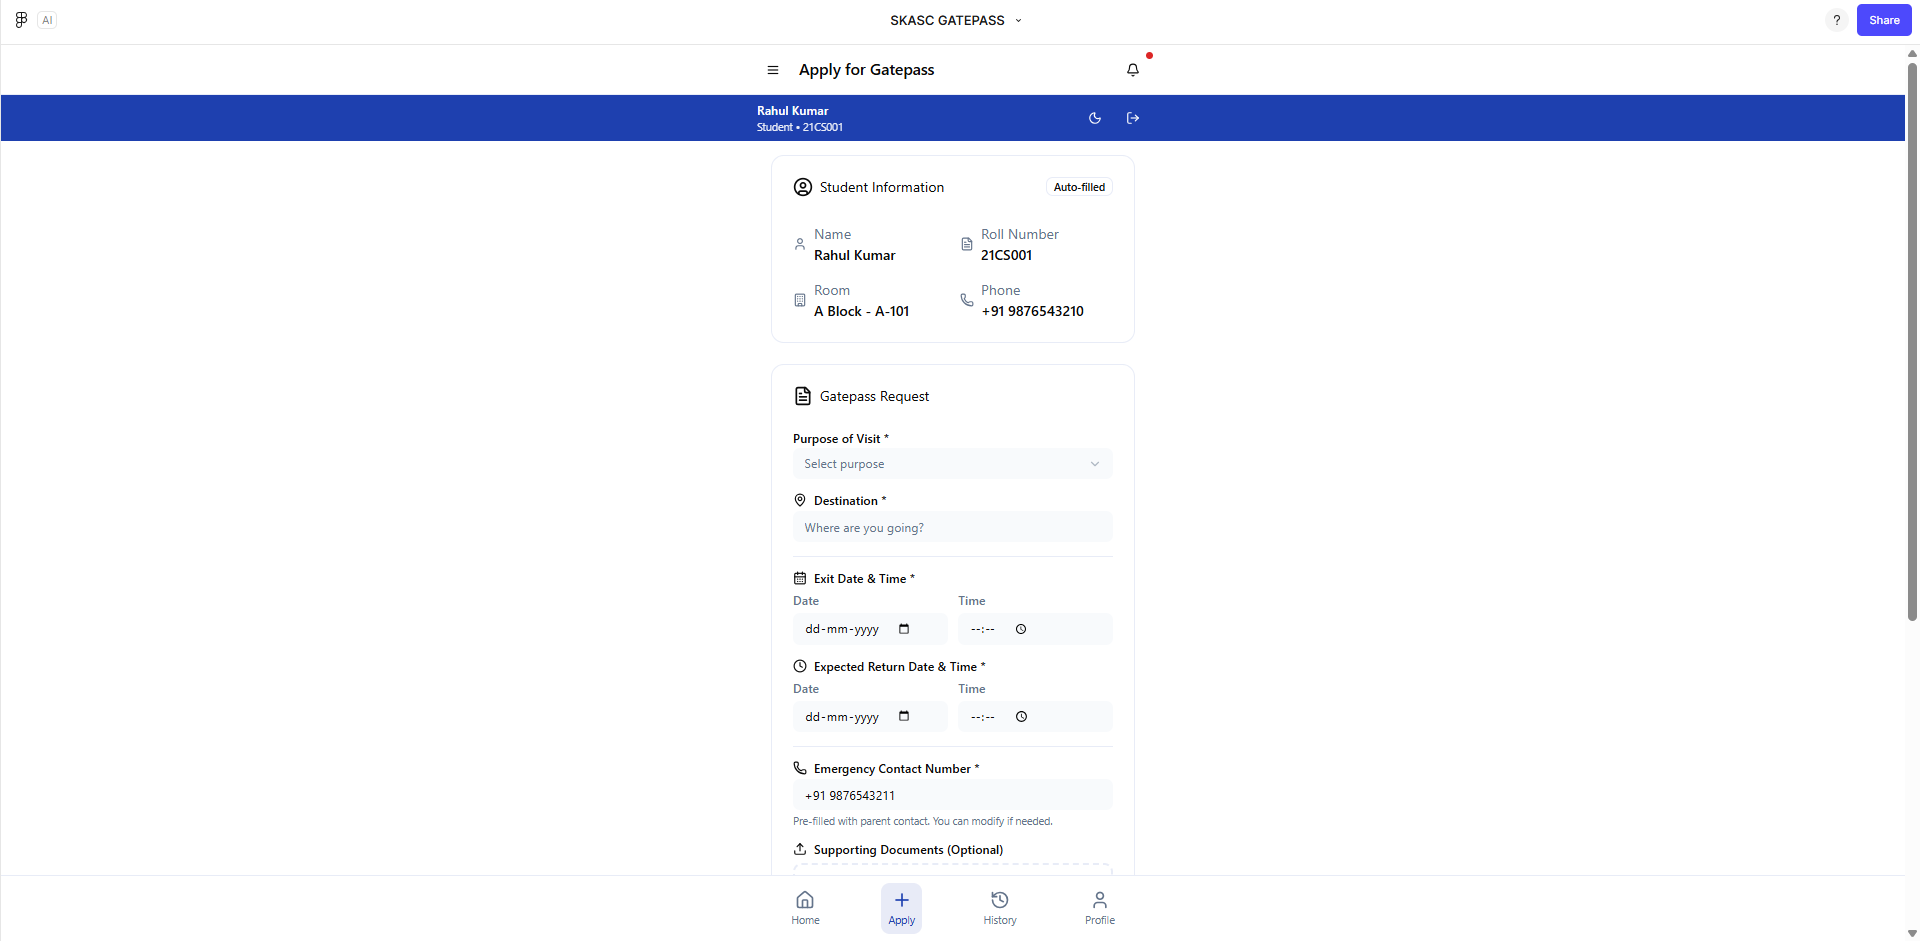 AI
SKASC GATEPASS
?
Share
Apply for Gatepass
Rahul Kumar
Student • 21CS001
Student Information
Auto-filled
Name
Rahul Kumar
Roll Number
21CS001
Room
A Block - A-101
Phone
+91 9876543210
Gatepass Request
Purpose of Visit *
Select purpose
Destination *
Where are you going?
Exit Date & Time *
Date
Time
dd-mm-yyyy
--:--
Expected Return Date & Time *
Date
Time
dd-mm-yyyy
--:--
Emergency Contact Number *
+91 9876543211
Pre-filled with parent contact. You can modify if needed.
Supporting Documents (Optional)
Home
Apply
History
Profile